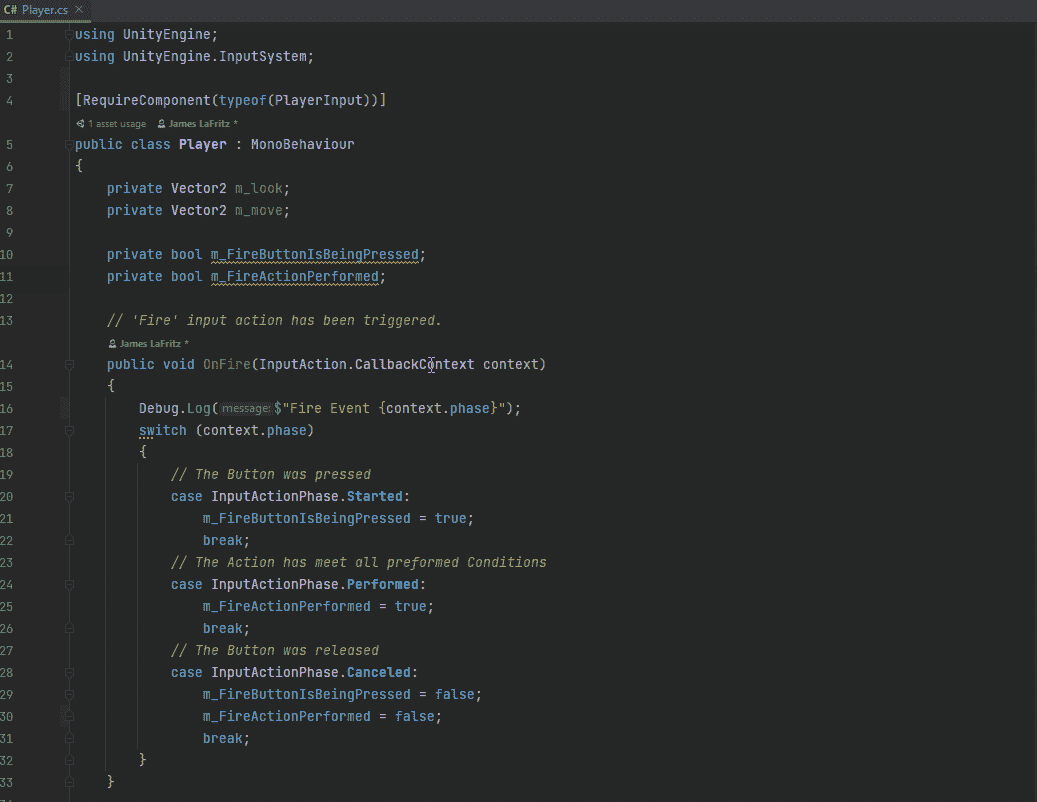 C# Player.cs ×
1 using UnityEngine;
2 using UnityEngine.InputSystem;
3
4 [RequireComponent(typeof(PlayerInput))]
1 asset usage James LaFritz *
5 public class Player : MonoBehaviour
6 {
7 private Vector2 m_look;
8 private Vector2 m_move;
9
10 private bool m_FireButtonIsBeingPressed;
11 private bool m_FireActionPerformed;
12
13 // 'Fire' input action has been triggered.
James LaFritz *
14 public void OnFire(InputAction.CallbackContext context)
15 {
16 Debug.Log( message: $"Fire Event {context.phase}");
17 switch (context.phase)
18 {
19 // The Button was pressed
20 case InputActionPhase.Started:
21 m_FireButtonIsBeingPressed = true;
22 break;
23 // The Action has meet all preformed Conditions
24 case InputActionPhase.Performed:
25 m_FireActionPerformed = true;
26 break;
27 // The Button was released
28 case InputActionPhase.Canceled:
29 m_FireButtonIsBeingPressed = false;
30 m_FireActionPerformed = false;
31 break;
32 }
33 }